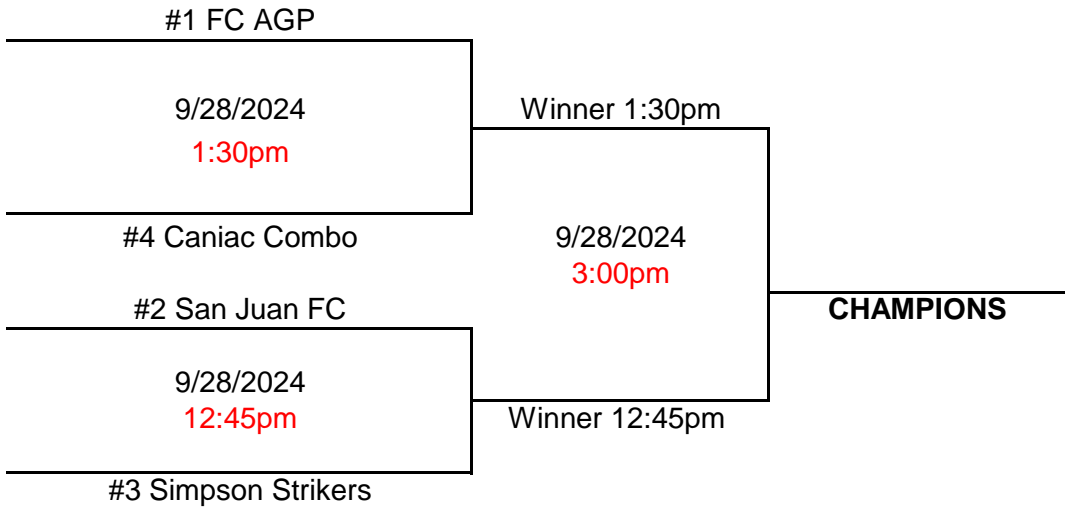 #1 FC AGP
9/28/2024
1:30pm
Winner 1:30pm
#4 Caniac Combo
9/28/2024
3:00pm
#2 San Juan FC
CHAMPIONS
9/28/2024
12:45pm
Winner 12:45pm
#3 Simpson Strikers